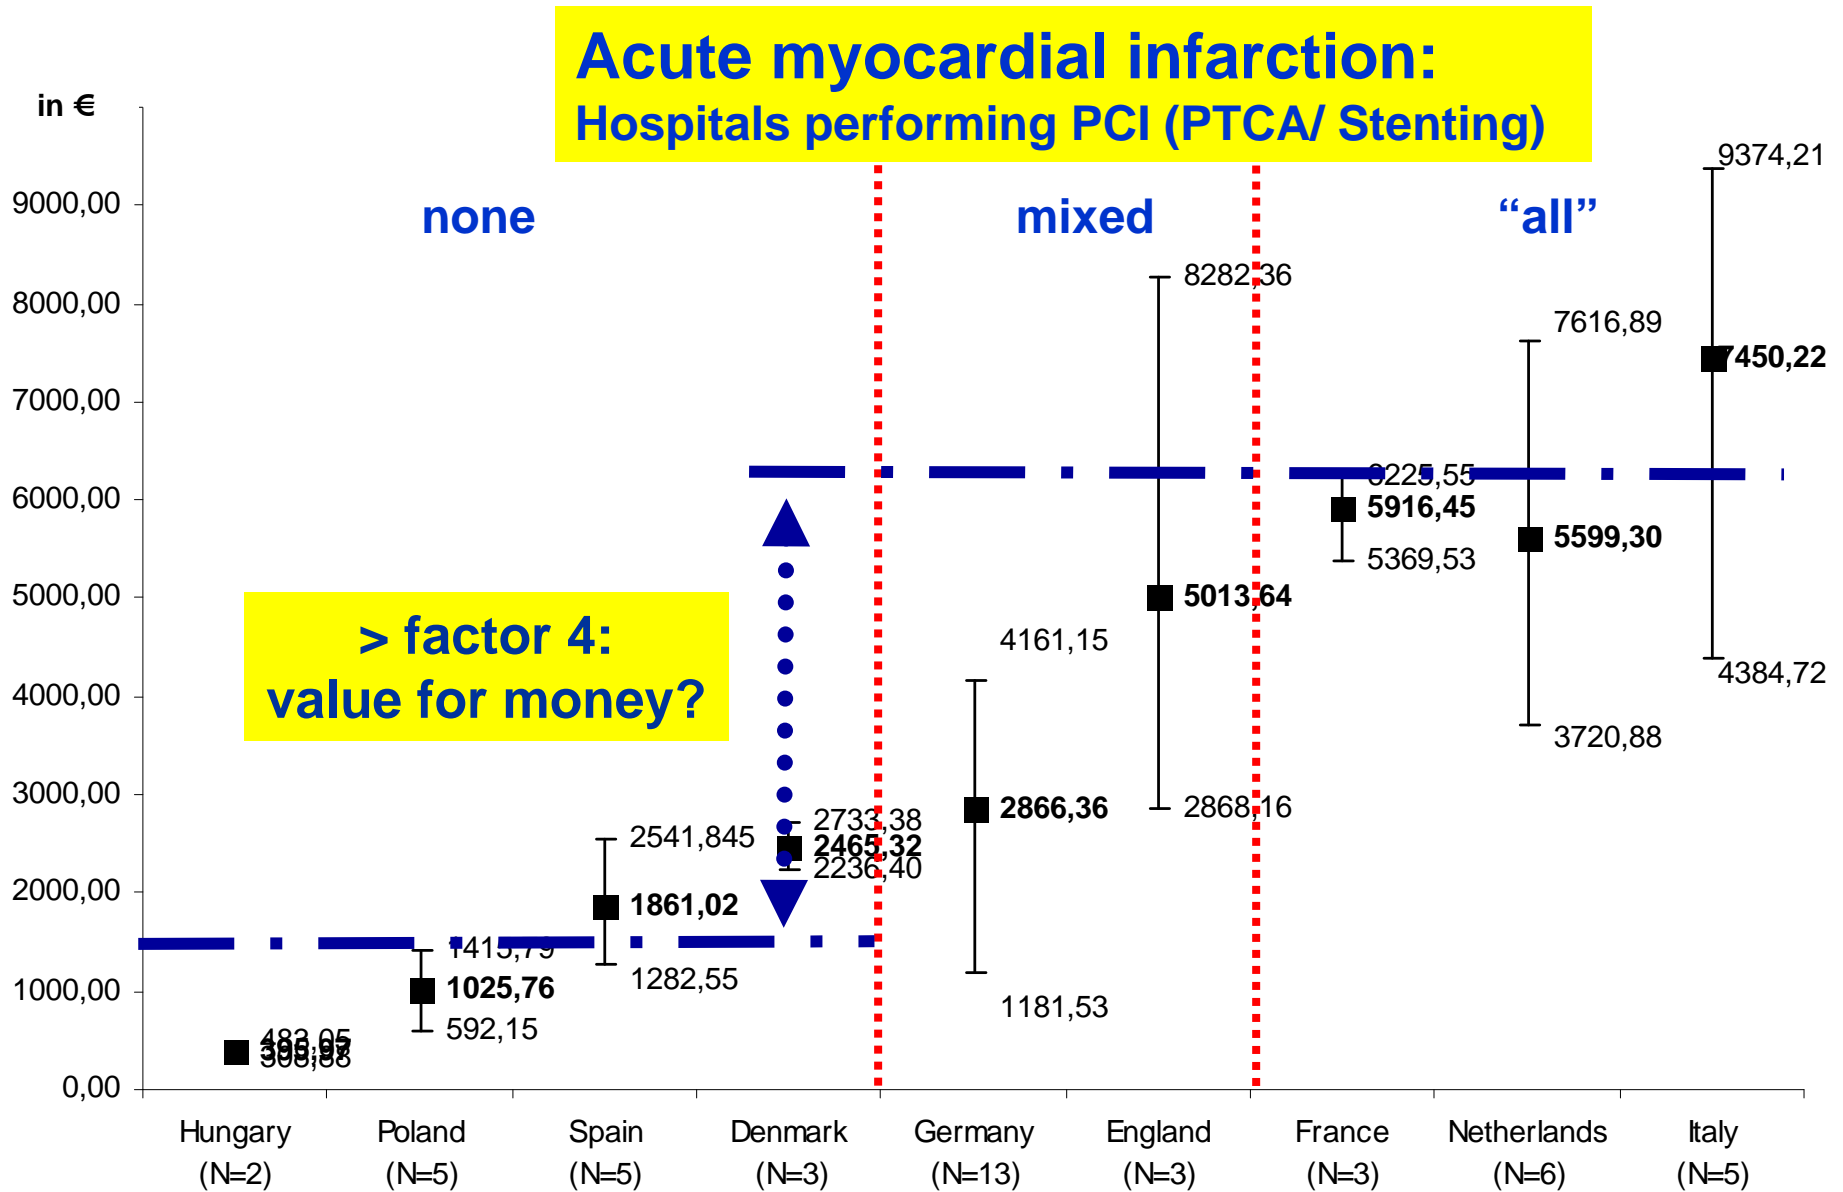 Acute myocardial infarction:
Hospitals performing PCI (PTCA/ Stenting)
in €
9000,00
8000,00
7000,00
6000,00
5000,00
4000,00
3000,00
2000,00
1000,00
0,00
none
mixed
“all”
> factor 4:
value for money?
483,05
1415,79
1025,76
592,15
2541,845
1861,02
1282,55
2733,38
2465,32
2236,40
4161,15
2866,36
1181,53
8282,36
5013,64
2868,16
6225,55
5916,45
5369,53
7616,89
5599,30
3720,88
9374,21
7450,22
4384,72
Hungary
(N=2)
Poland
(N=5)
Spain
(N=5)
Denmark
(N=3)
Germany
(N=13)
England
(N=3)
France
(N=3)
Netherlands
(N=6)
Italy
(N=5)